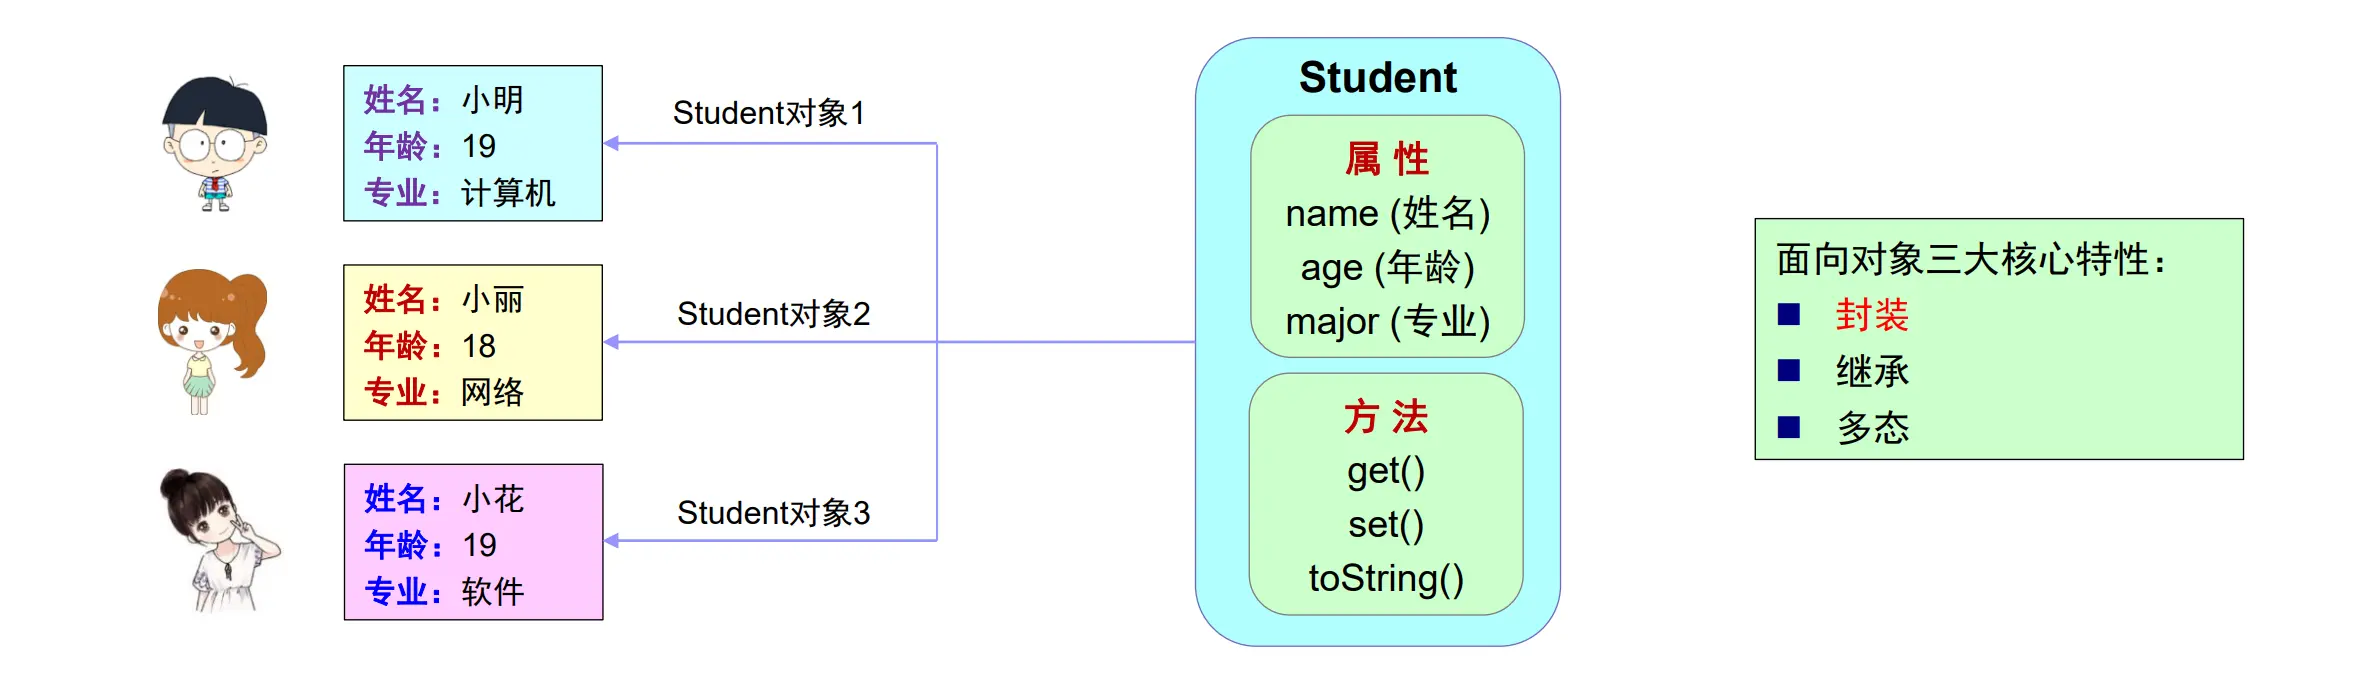 姓名：小明
年龄：19
专业：计算机
Student对象1
姓名：小丽
年龄：18
专业：网络
Student对象2
姓名：小花
年龄：19
专业：软件
Student对象3
Student
属 性
name (姓名)
age (年龄)
major (专业)
方 法
get()
set()
toString()
面向对象三大核心特性：
■ 封装
■ 继承
■ 多态